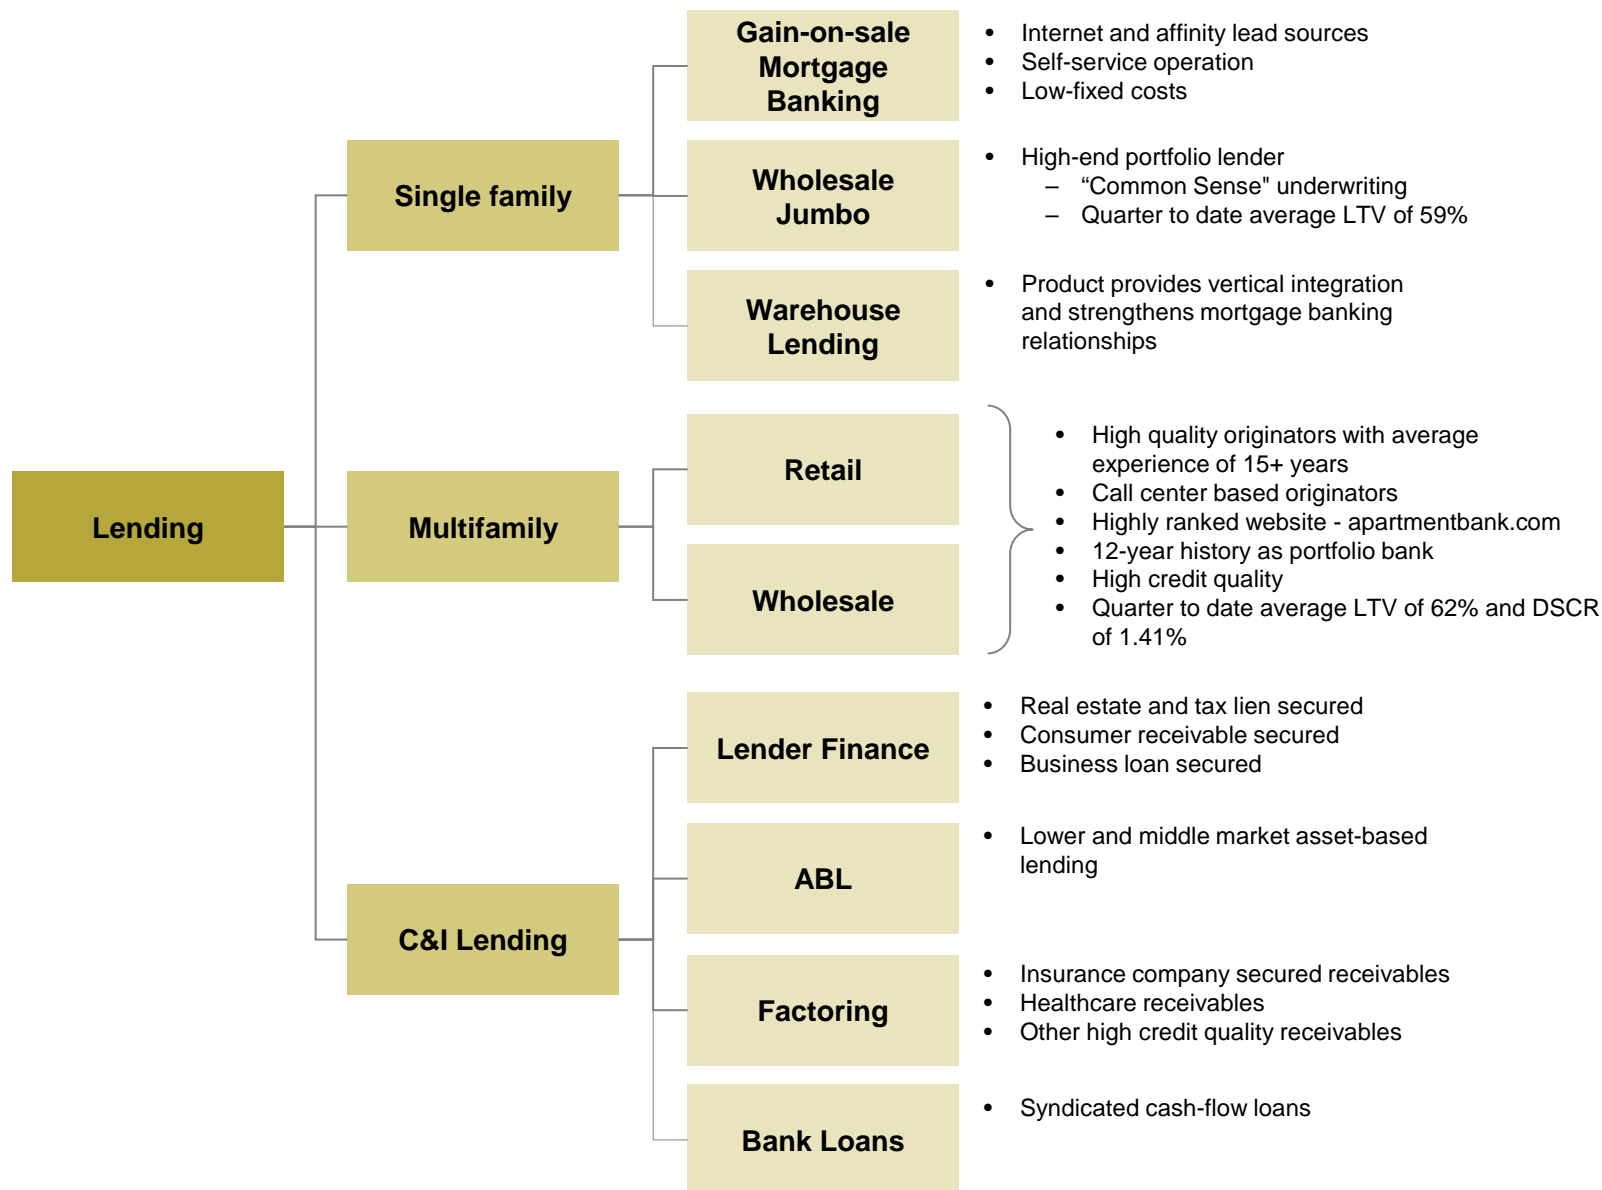 Gain-on-sale
Mortgage
Banking
• Internet and affinity lead sources
• Self-service operation
• Low-fixed costs
Single family
Wholesale
Jumbo
• High-end portfolio lender
– “Common Sense" underwriting
– Quarter to date average LTV of 59%
Warehouse
Lending
• Product provides vertical integration
and strengthens mortgage banking
relationships
Lending
Multifamily
Retail
Wholesale
• High quality originators with average
experience of 15+ years
• Call center based originators
• Highly ranked website - apartmentbank.com
• 12-year history as portfolio bank
• High credit quality
• Quarter to date average LTV of 62% and DSCR
of 1.41%
C&I Lending
Lender Finance
• Real estate and tax lien secured
• Consumer receivable secured
• Business loan secured
ABL
• Lower and middle market asset-based
lending
Factoring
• Insurance company secured receivables
• Healthcare receivables
• Other high credit quality receivables
Bank Loans
• Syndicated cash-flow loans